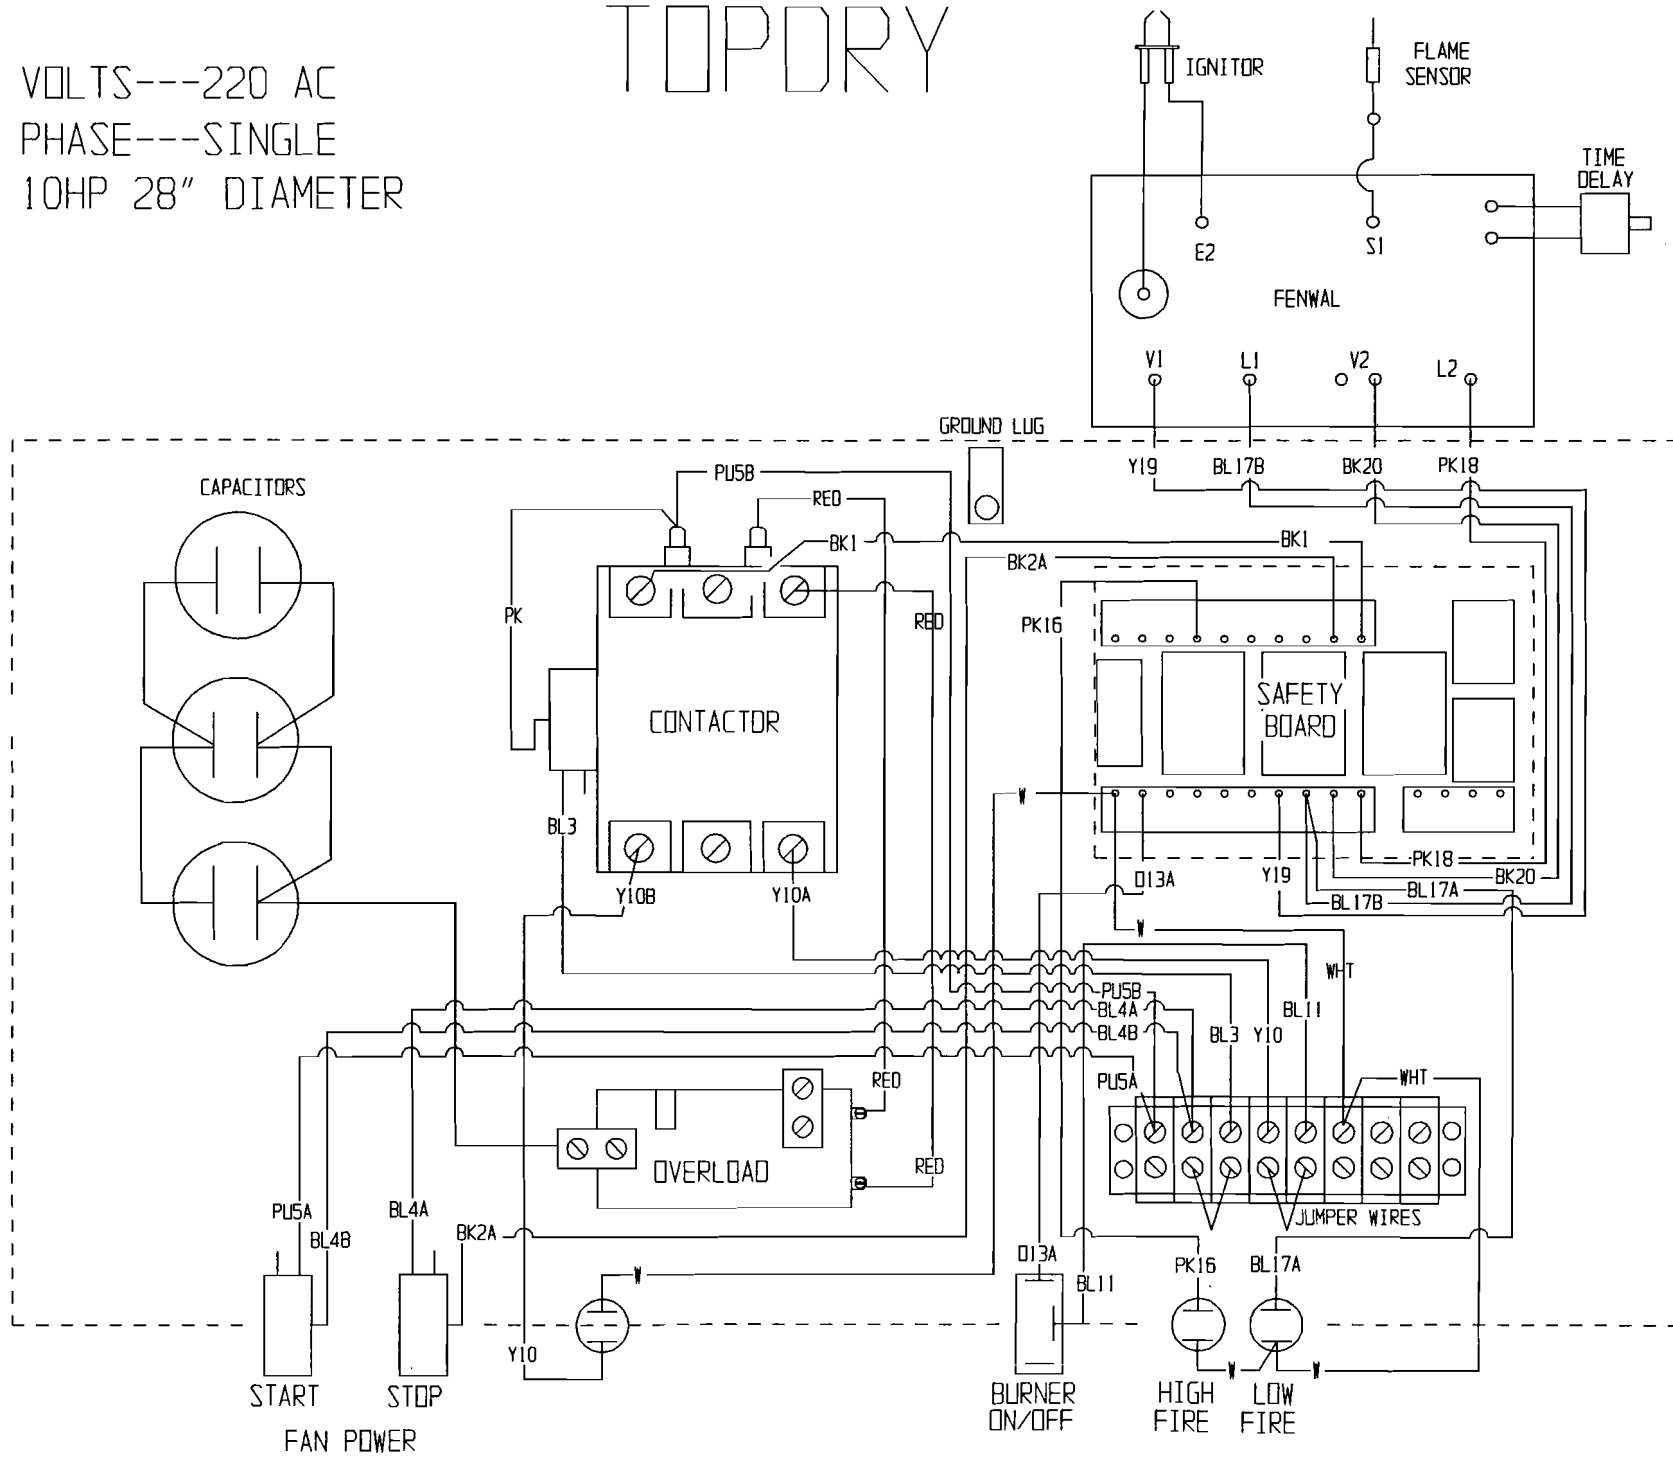 TOPDRY
VOLTS---220 AC
PHASE---SINGLE
10HP 28" DIAMETER
IGNITOR
FLAME
SENSOR
TIME
DELAY
E2
S1
FENWAL
V1
L1
V2
L2
GROUND LUG
Y19
BL17B
BK20
PK18
CAPACITORS
PU5B
RED
BK1
BK1
BK2A
PK
RED
PK16
CONTACTOR
SAFETY
BOARD
W
BL3
Y10B
Y10A
O13A
Y19
PK18
BK20
BL17A
BL17B
W
WHT
PU5B
BL4A
BL11
BL4B
BL3
Y10
RED
PU5A
WHT
OVERLOAD
RED
PU5A
BL4A
BL4B
BK2A
JUMPER WIRES
O13A
PK16
BL17A
W
BL11
Y10
W
W
START
STOP
BURNER
ON/OFF
HIGH
FIRE
LOW
FIRE
FAN POWER